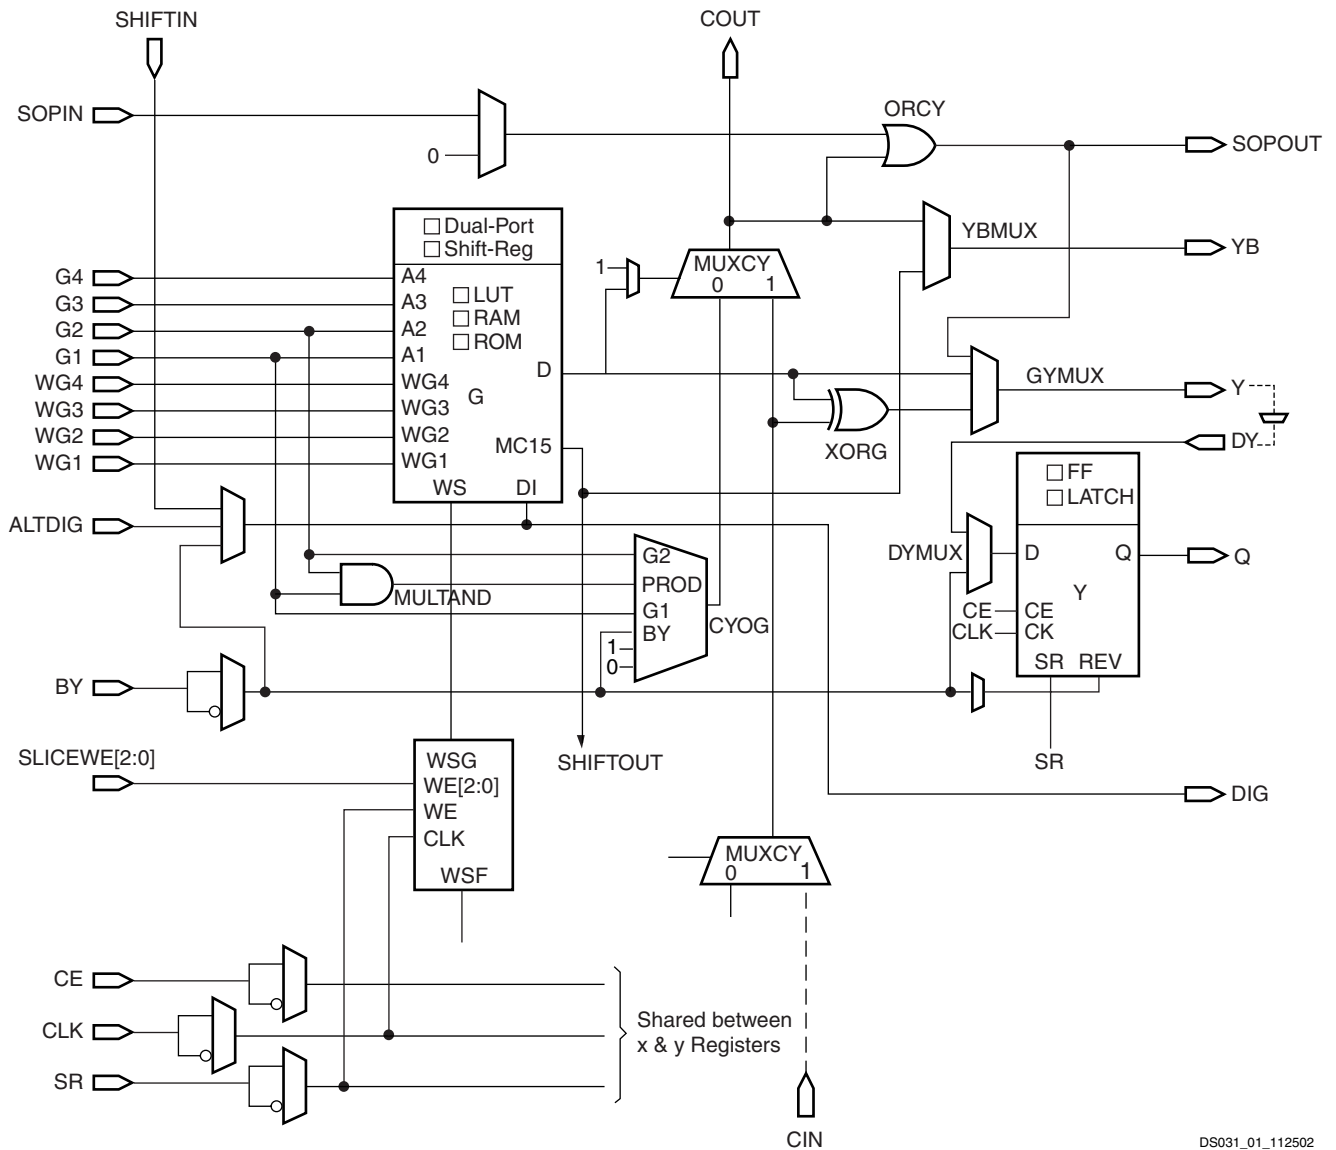 SHIFTIN
COUT
SOPIN
0
ORCY
SOPOUT
Dual-Port
Shift-Reg
YBMUX
YB
1
MUXCY
0 1
G4
G3
G2
G1
WG4
WG3
WG2
WG1
A4
A3
A2
A1
WG4
WG3
WG2
WG1
LUT
RAM
ROM
G
D
MC15
WS
DI
GYMUX
Y
DY
XORG
FF
LATCH
ALTDIG
DYMUX
D
Q
Q
Y
CE
CE
CLK
CK
SR
REV
SR
G2
PROD
G1
BY
1
0
CYOG
MULTAND
BY
SHIFTOUT
SLICEWE[2:0]
WSG
WE[2:0]
WE
CLK
WSF
DIG
MUXCY
0 1
CE
CLK
SR
Shared between
x & y Registers
CIN
DS031_01_112502